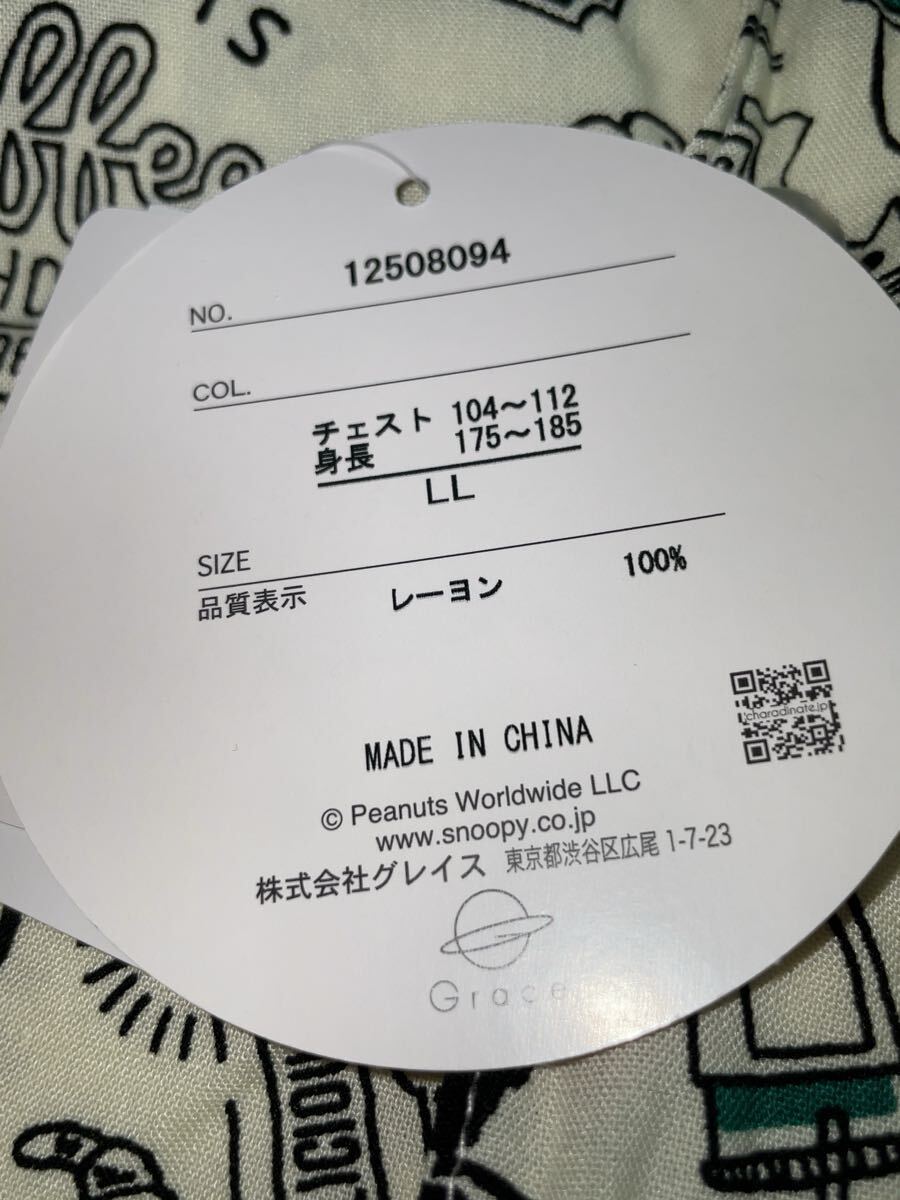 12508094
NO.
COL.
チェスト 104～112
身長 175～185
LL
SIZE
品質表示 レーヨン 100%
charadinate.jp
MADE IN CHINA
© Peanuts Worldwide LLC
www.snoopy.co.jp
株式会社グレイス 東京都渋谷区広尾 1-7-23
Grace